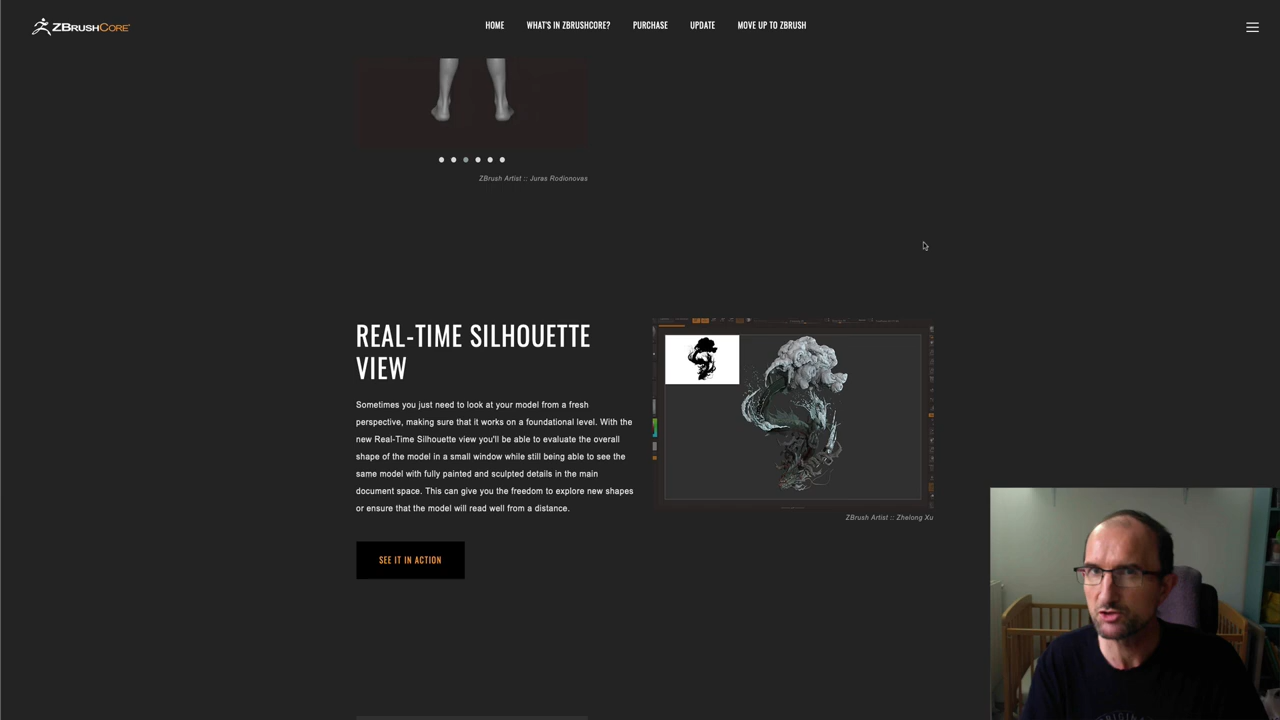 ZBRUSHCORE
HOME
WHAT'S IN ZBRUSHCORE?
PURCHASE
UPDATE
MOVE UP TO ZBRUSH
ZBrush Artist :: Juras Rodionovas
REAL-TIME SILHOUETTE
VIEW
Sometimes you just need to look at your model from a fresh
perspective, making sure that it works on a foundational level. With the
new Real-Time Silhouette view you'll be able to evaluate the overall
shape of the model in a small window while still being able to see the
same model with fully painted and sculpted details in the main
document space. This can give you the freedom to explore new shapes
or ensure that the model will read well from a distance.
ZBrush Artist :: Zhelong Xu
SEE IT IN ACTION